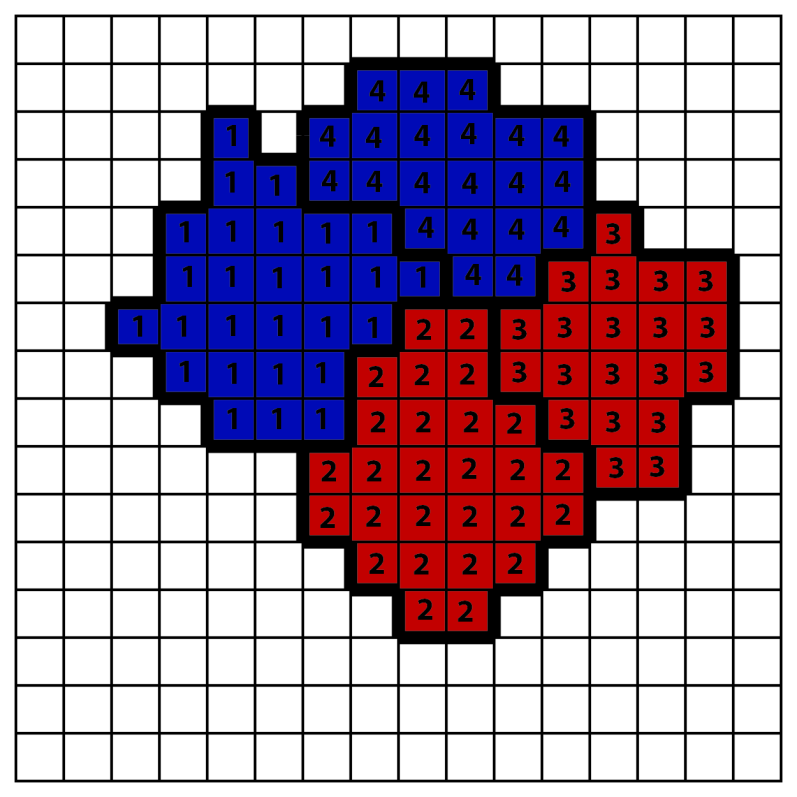 4 4 4
1 4 4 4 4 4 4
1 1 4 4 4 4 4 4
1 1 1 1 1 4 4 4 4 3
1 1 1 1 1 1 4 4 3 3 3 3
1 1 1 1 1 1 2 2 3 3 3 3 3
1 1 1 1 2 2 2 3 3 3 3 3
1 1 1 2 2 2 2 3 3 3
2 2 2 2 2 2 3 3
2 2 2 2 2 2
2 2 2 2
2 2